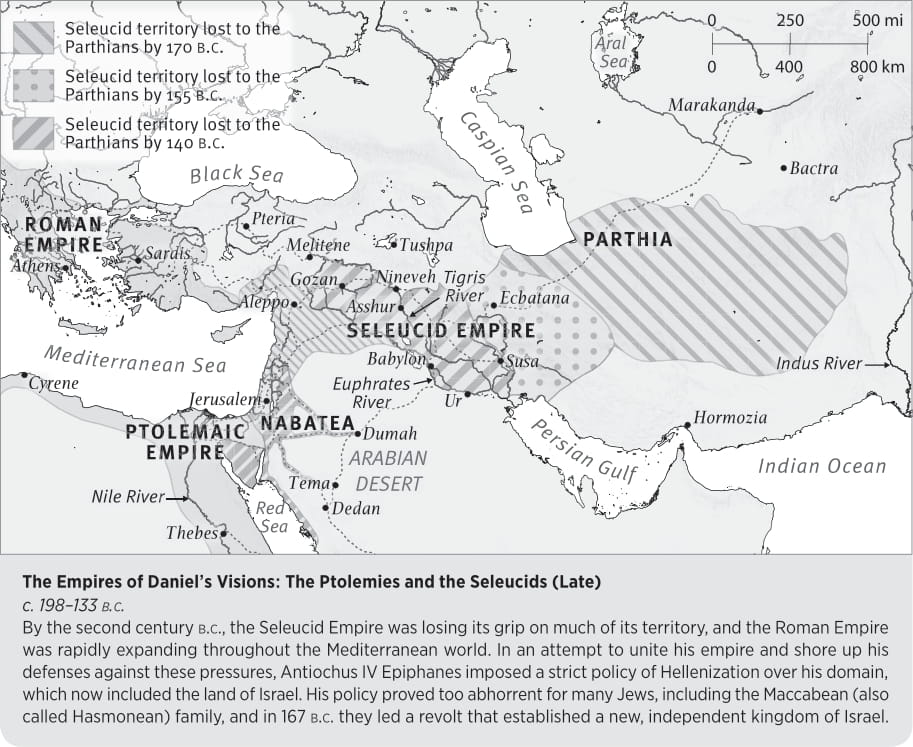 Seleucid territory lost to the
Parthians by 170 B.C.
Seleucid territory lost to the
Parthians by 155 B.C.
Seleucid territory lost to the
Parthians by 140 B.C.
0 250 500 mi
0 400 800 km
Aral
Sea
Marakanda
Bactra
Caspian Sea
Black Sea
ROMAN
EMPIRE
Athens
Sardis
Pteria
Melitene
Tushpa
PARTHIA
Gozan
Nineveh
Tigris
River
Ecbatana
Aleppo
Asshur
SELEUCID EMPIRE
Mediterranean Sea
Babylon
Susa
Indus River
Cyrene
Euphrates
River
Ur
Jerusalem
NABATEA
PTOLEMAIC
EMPIRE
Dumah
Hormozia
Persian Gulf
ARABIAN
DESERT
Indian Ocean
Nile River
Tema
Red
Sea
Dedan
Thebes
The Empires of Daniel’s Visions: The Ptolemies and the Seleucids (Late)
c. 198–133 B.C.
By the second century B.C., the Seleucid Empire was losing its grip on much of its territory, and the Roman Empire
was rapidly expanding throughout the Mediterranean world. In an attempt to unite his empire and shore up his
defenses against these pressures, Antiochus IV Epiphanes imposed a strict policy of Hellenization over his domain,
which now included the land of Israel. His policy proved too abhorrent for many Jews, including the Maccabean (also
called Hasmonean) family, and in 167 B.C. they led a revolt that established a new, independent kingdom of Israel.